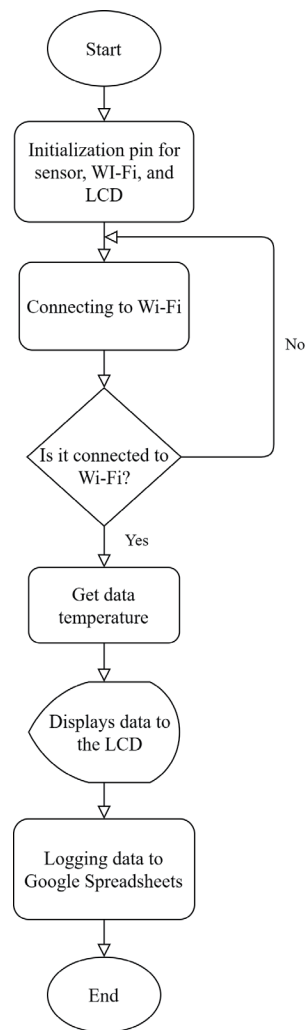 Start
Initialization pin for
sensor, WI-Fi, and
LCD
Connecting to Wi-Fi
No
Is it connected to
Wi-Fi?
Yes
Get data
temperature
Displays data to
the LCD
Logging data to
Google Spreadsheets
End